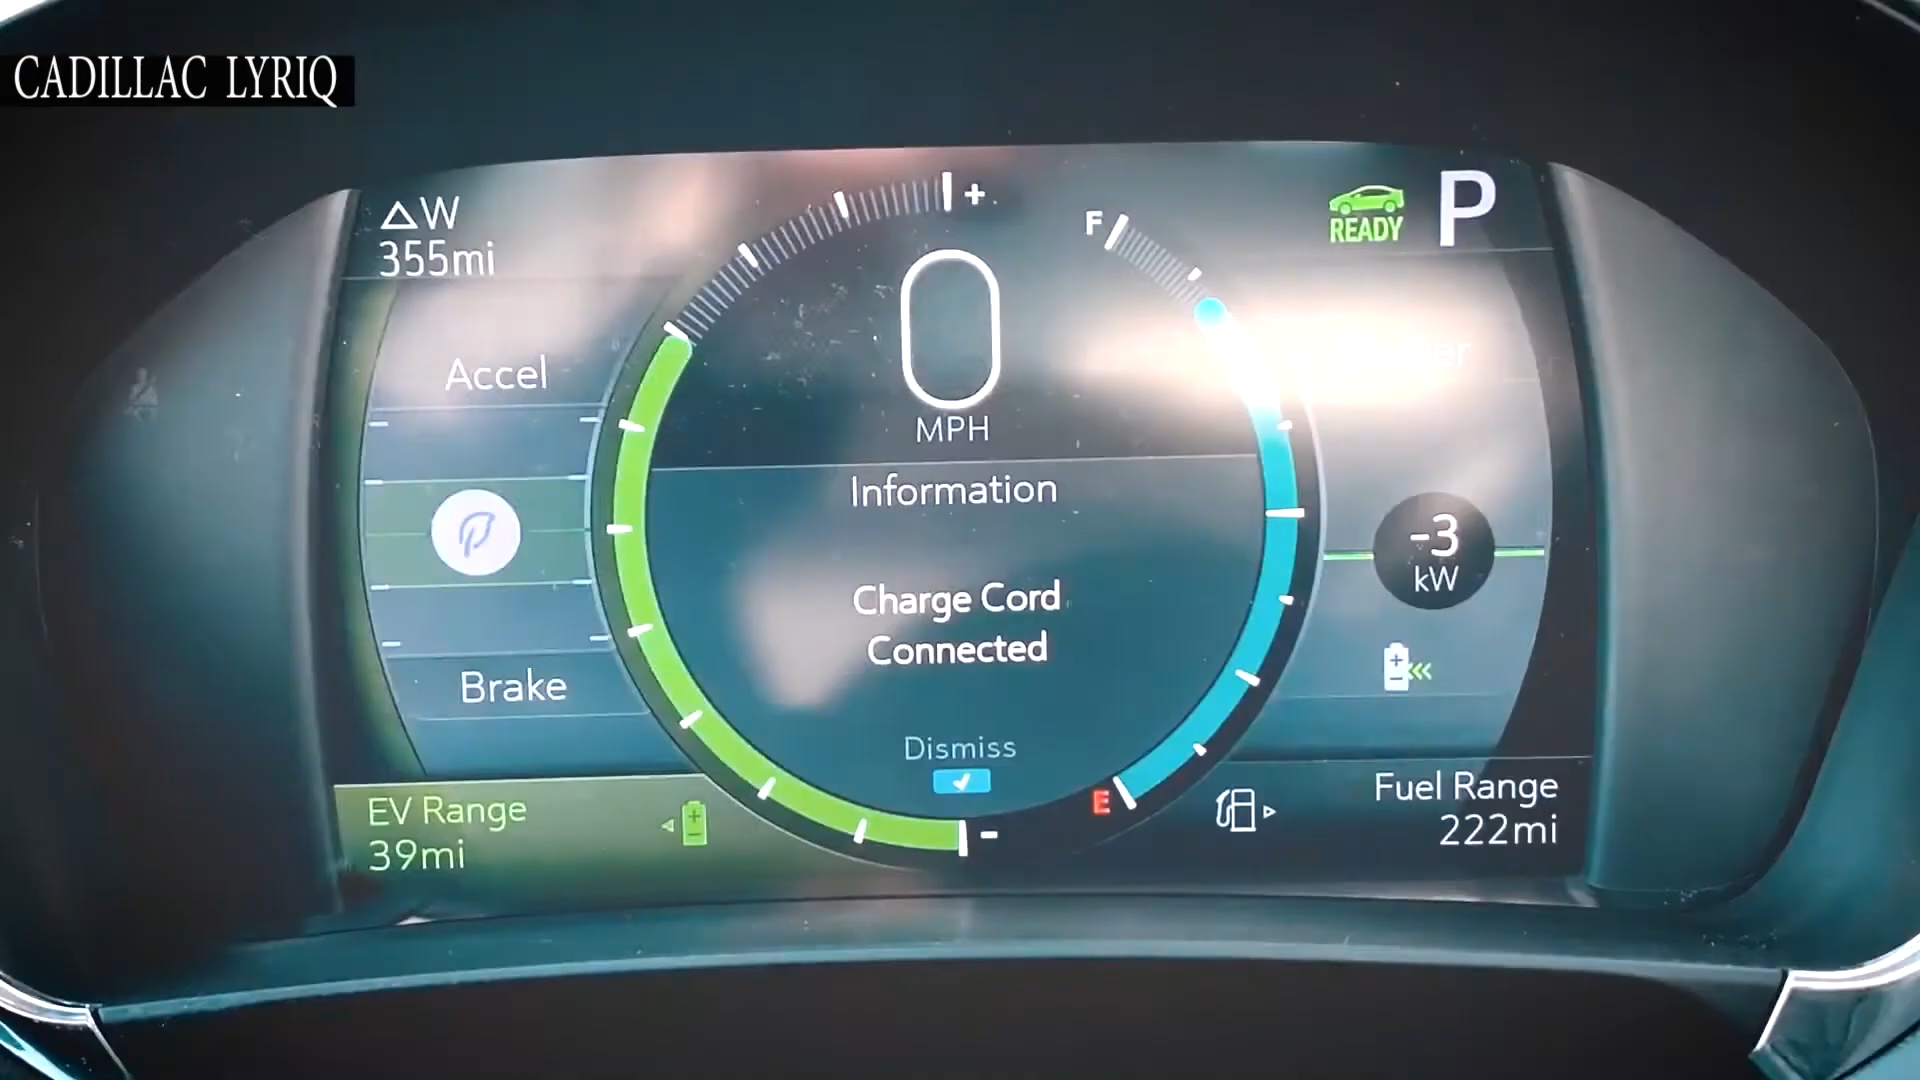 CADILLAC LYRIQ
△W
355mi
+
F
READY
P
0
MPH
Accel
Information
-3
kW
Charge Cord
Connected
Brake
Dismiss
EV Range
39mi
-
E
Fuel Range
222mi